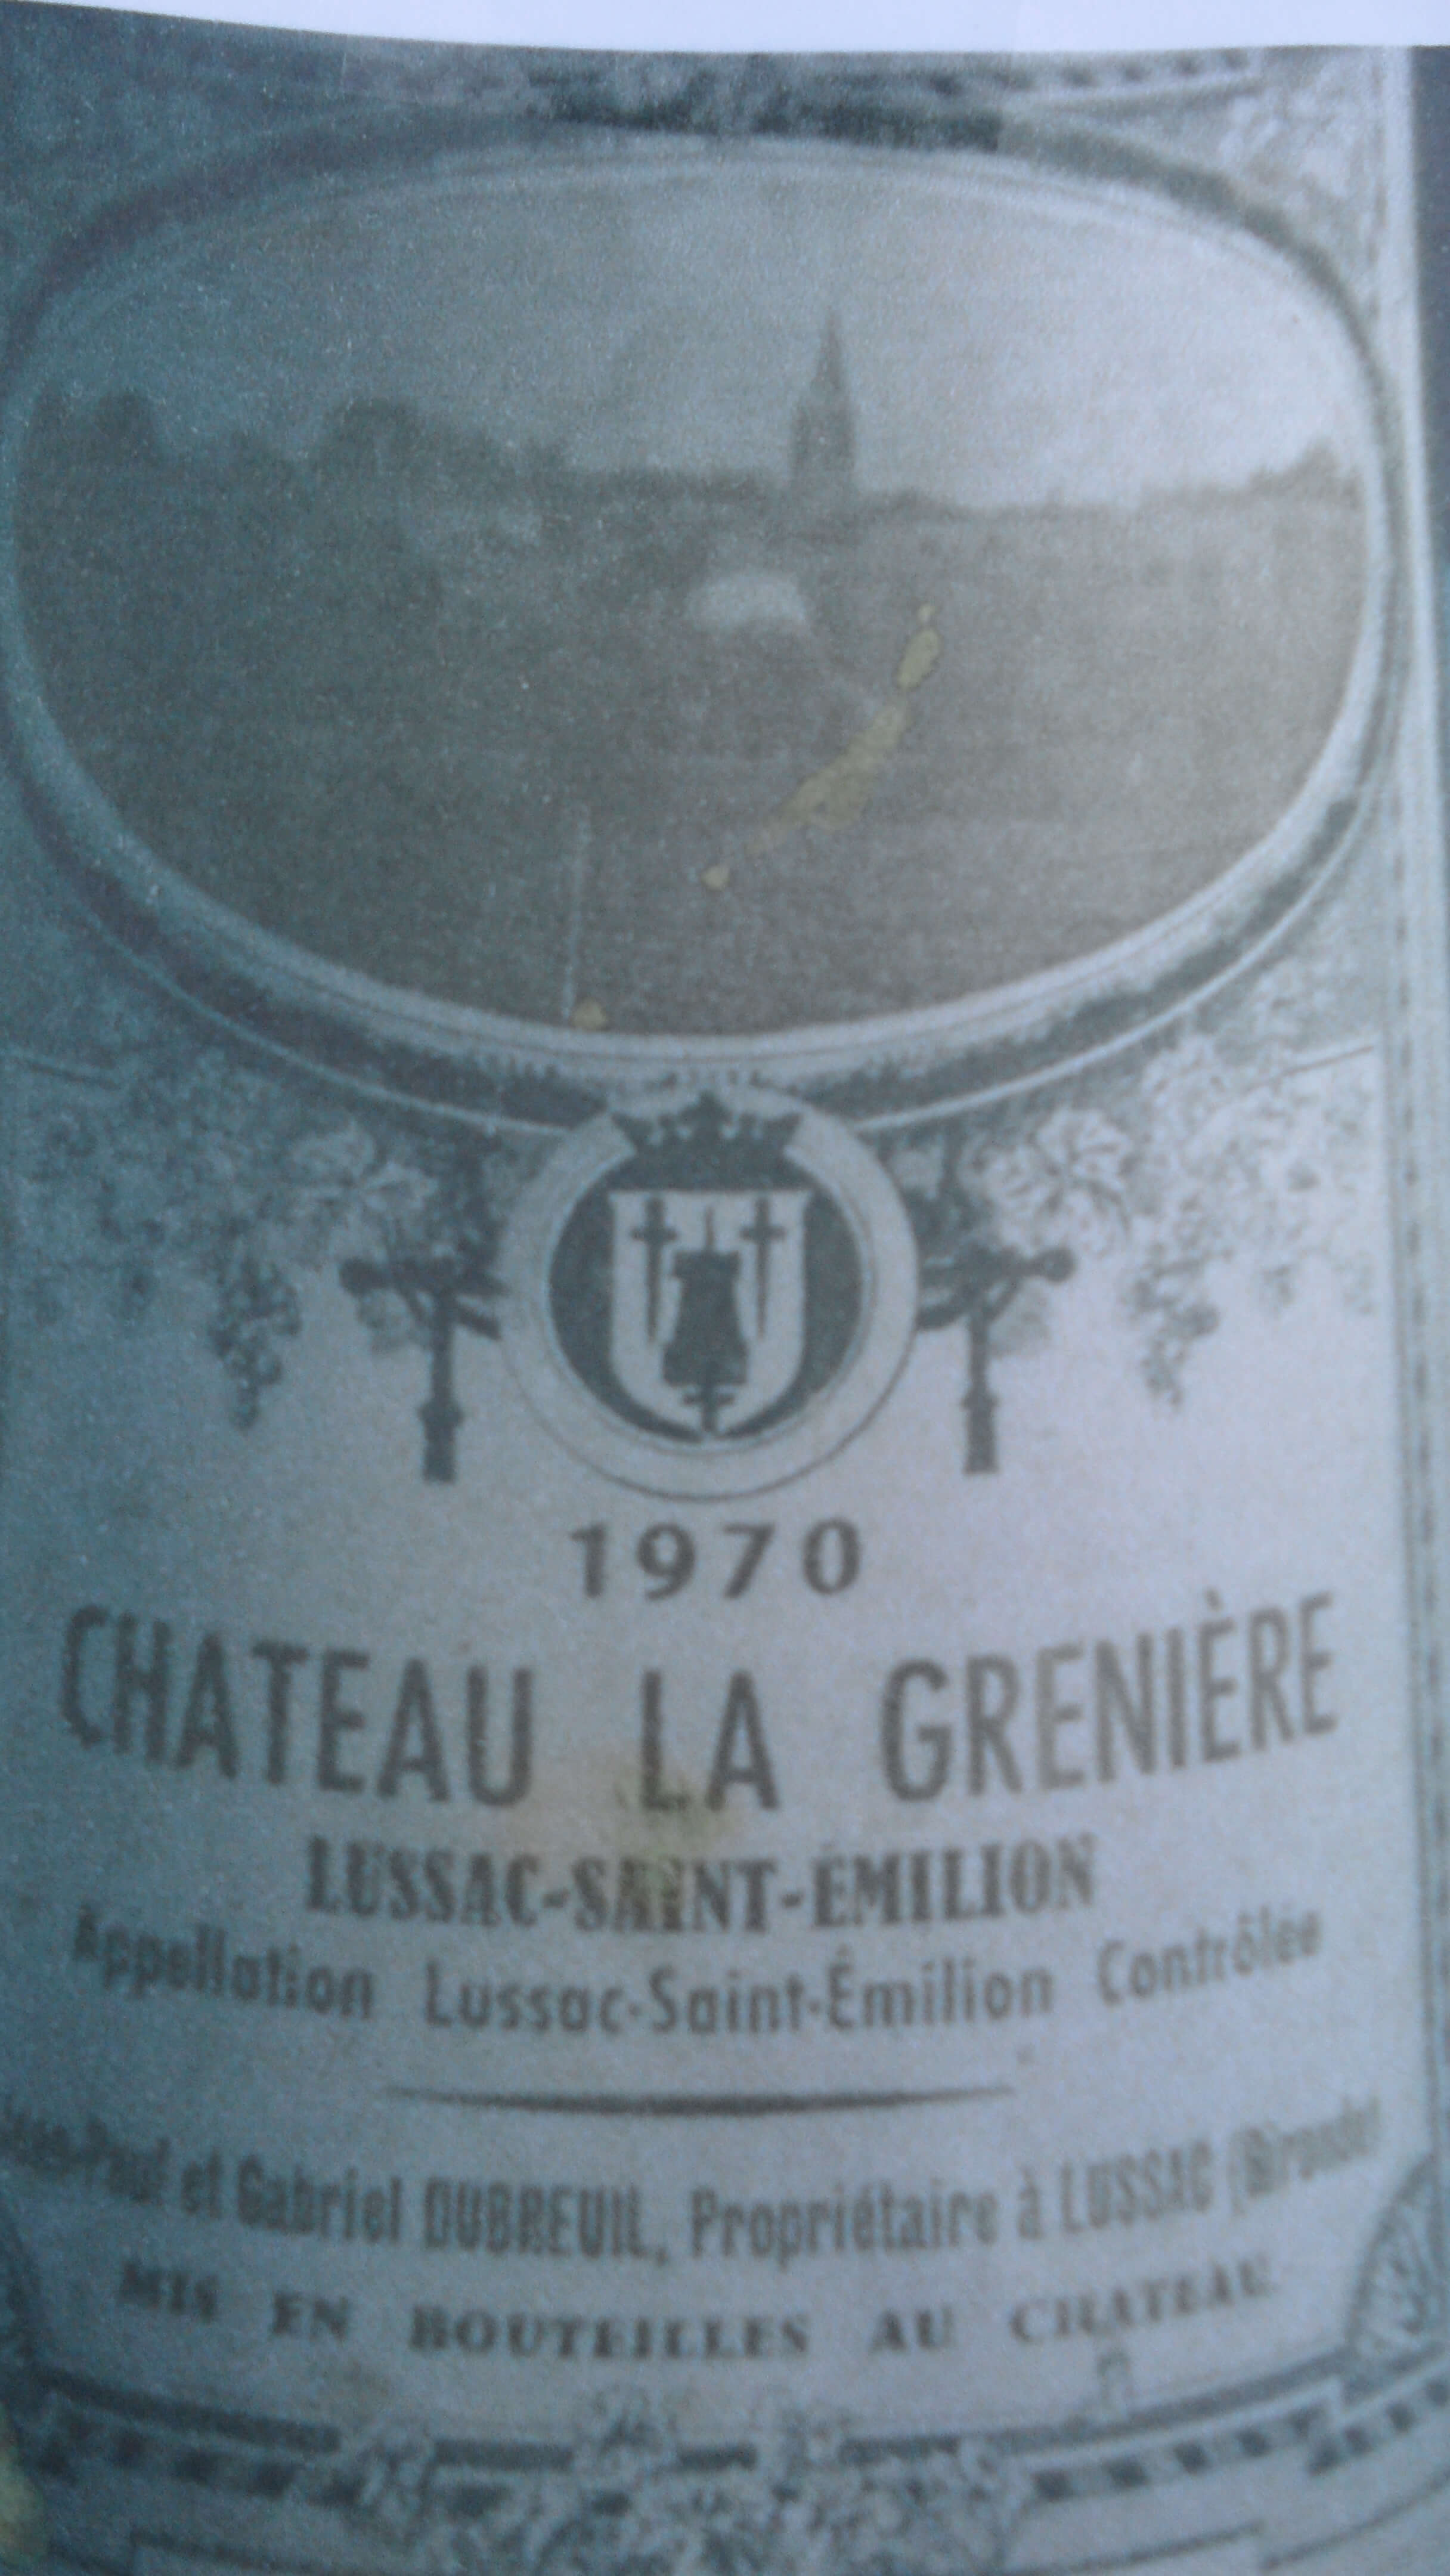 1970
CHATEAU LA GRENIÈRE
LUSSAC-SAINT-ÉMILION
Appellation Lussac-Saint-Émilion Contrôlée
et Gabriel DUBREUIL, Propriétaire à LUSSAC (Gironde)
MIS EN BOUTEILLES AU CHATEAU